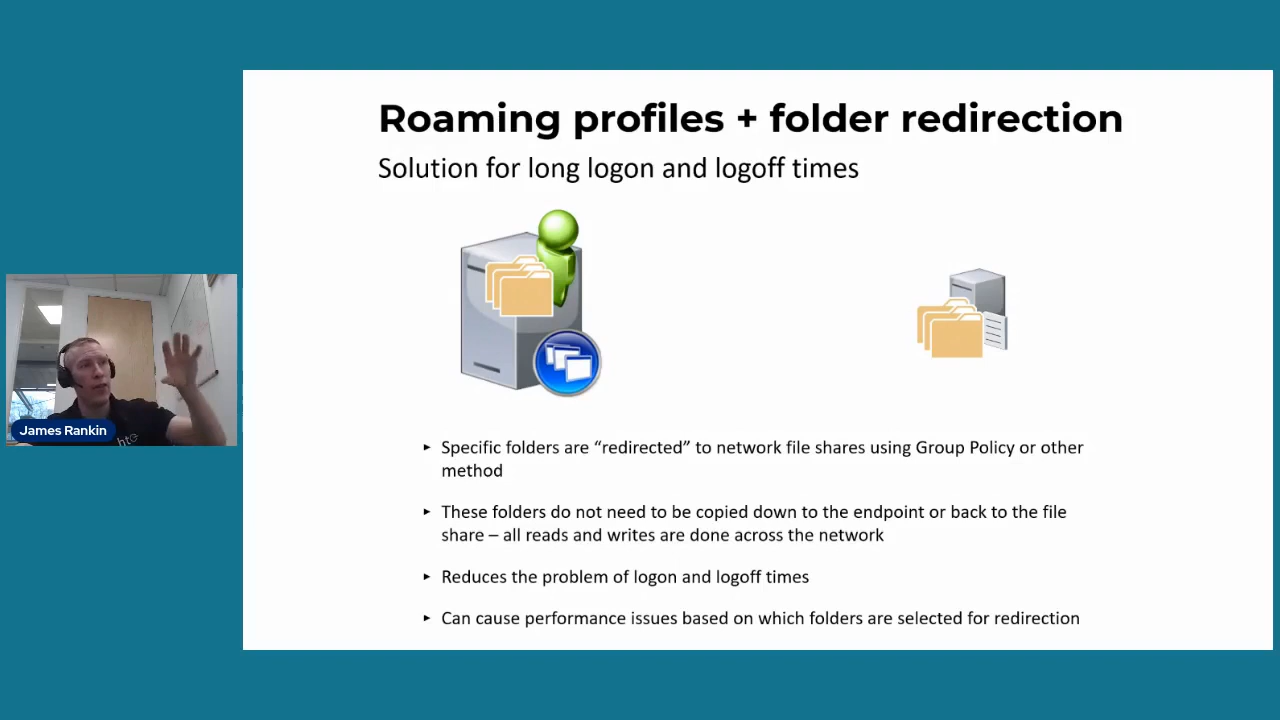 Roaming profiles + folder redirection
Solution for long logon and logoff times
James Rankin
▸ Specific folders are “redirected” to network file shares using Group Policy or other
method
▸ These folders do not need to be copied down to the endpoint or back to the file
share – all reads and writes are done across the network
▸ Reduces the problem of logon and logoff times
▸ Can cause performance issues based on which folders are selected for redirection